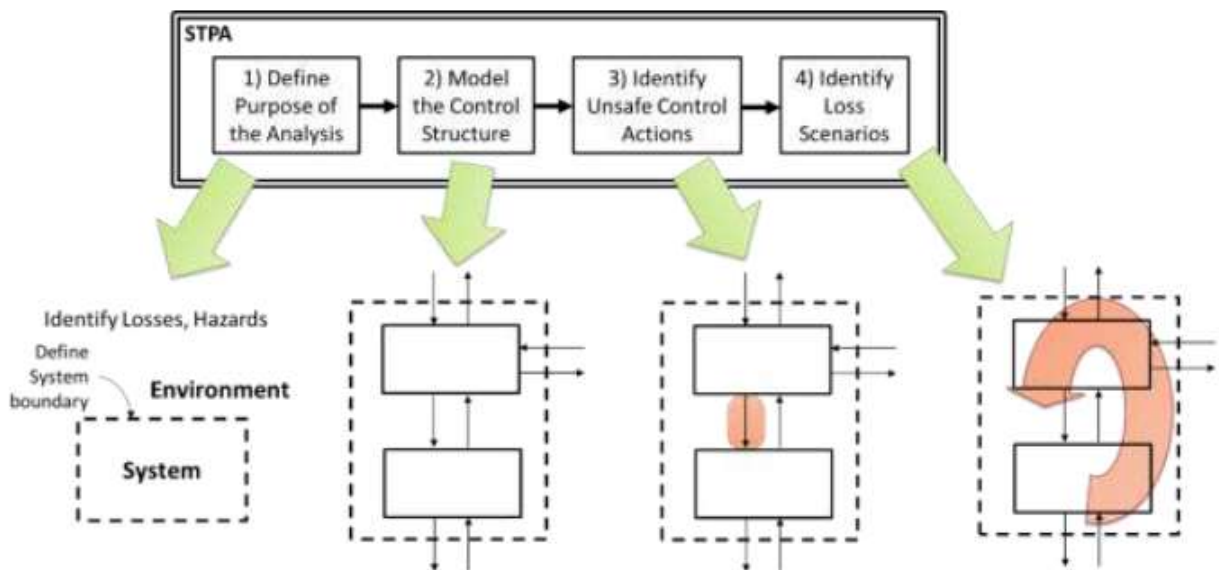 STPA
1) Define
Purpose of
the Analysis
2) Model
the Control
Structure
3) Identify
Unsafe Control
Actions
4) Identify
Loss
Scenarios
Identify Losses, Hazards
Define
System
boundary
Environment
System